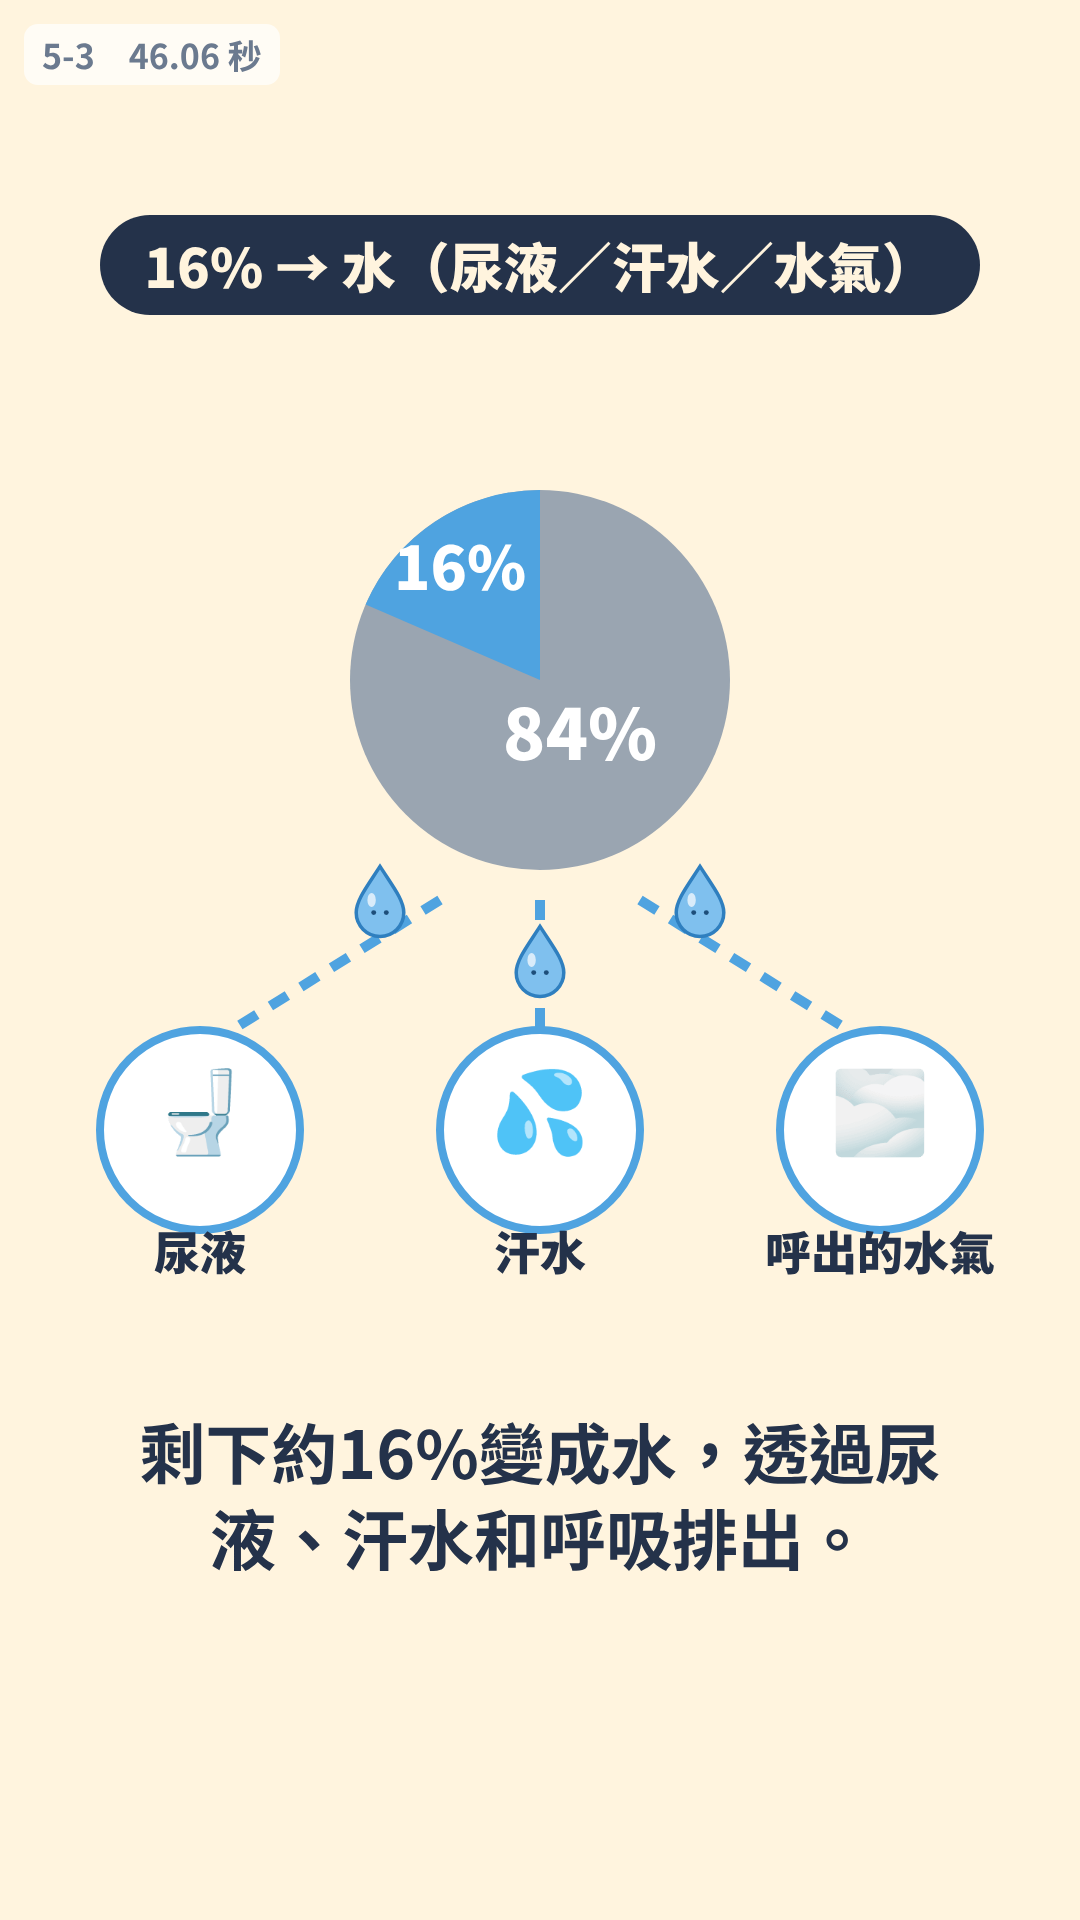 5-3 46.06 秒
16% → 水（尿液／汗水／水氣）
16%
84%
尿液
汗水
呼出的水氣
剩下約16%變成水，透過尿
液、汗水和呼吸排出。